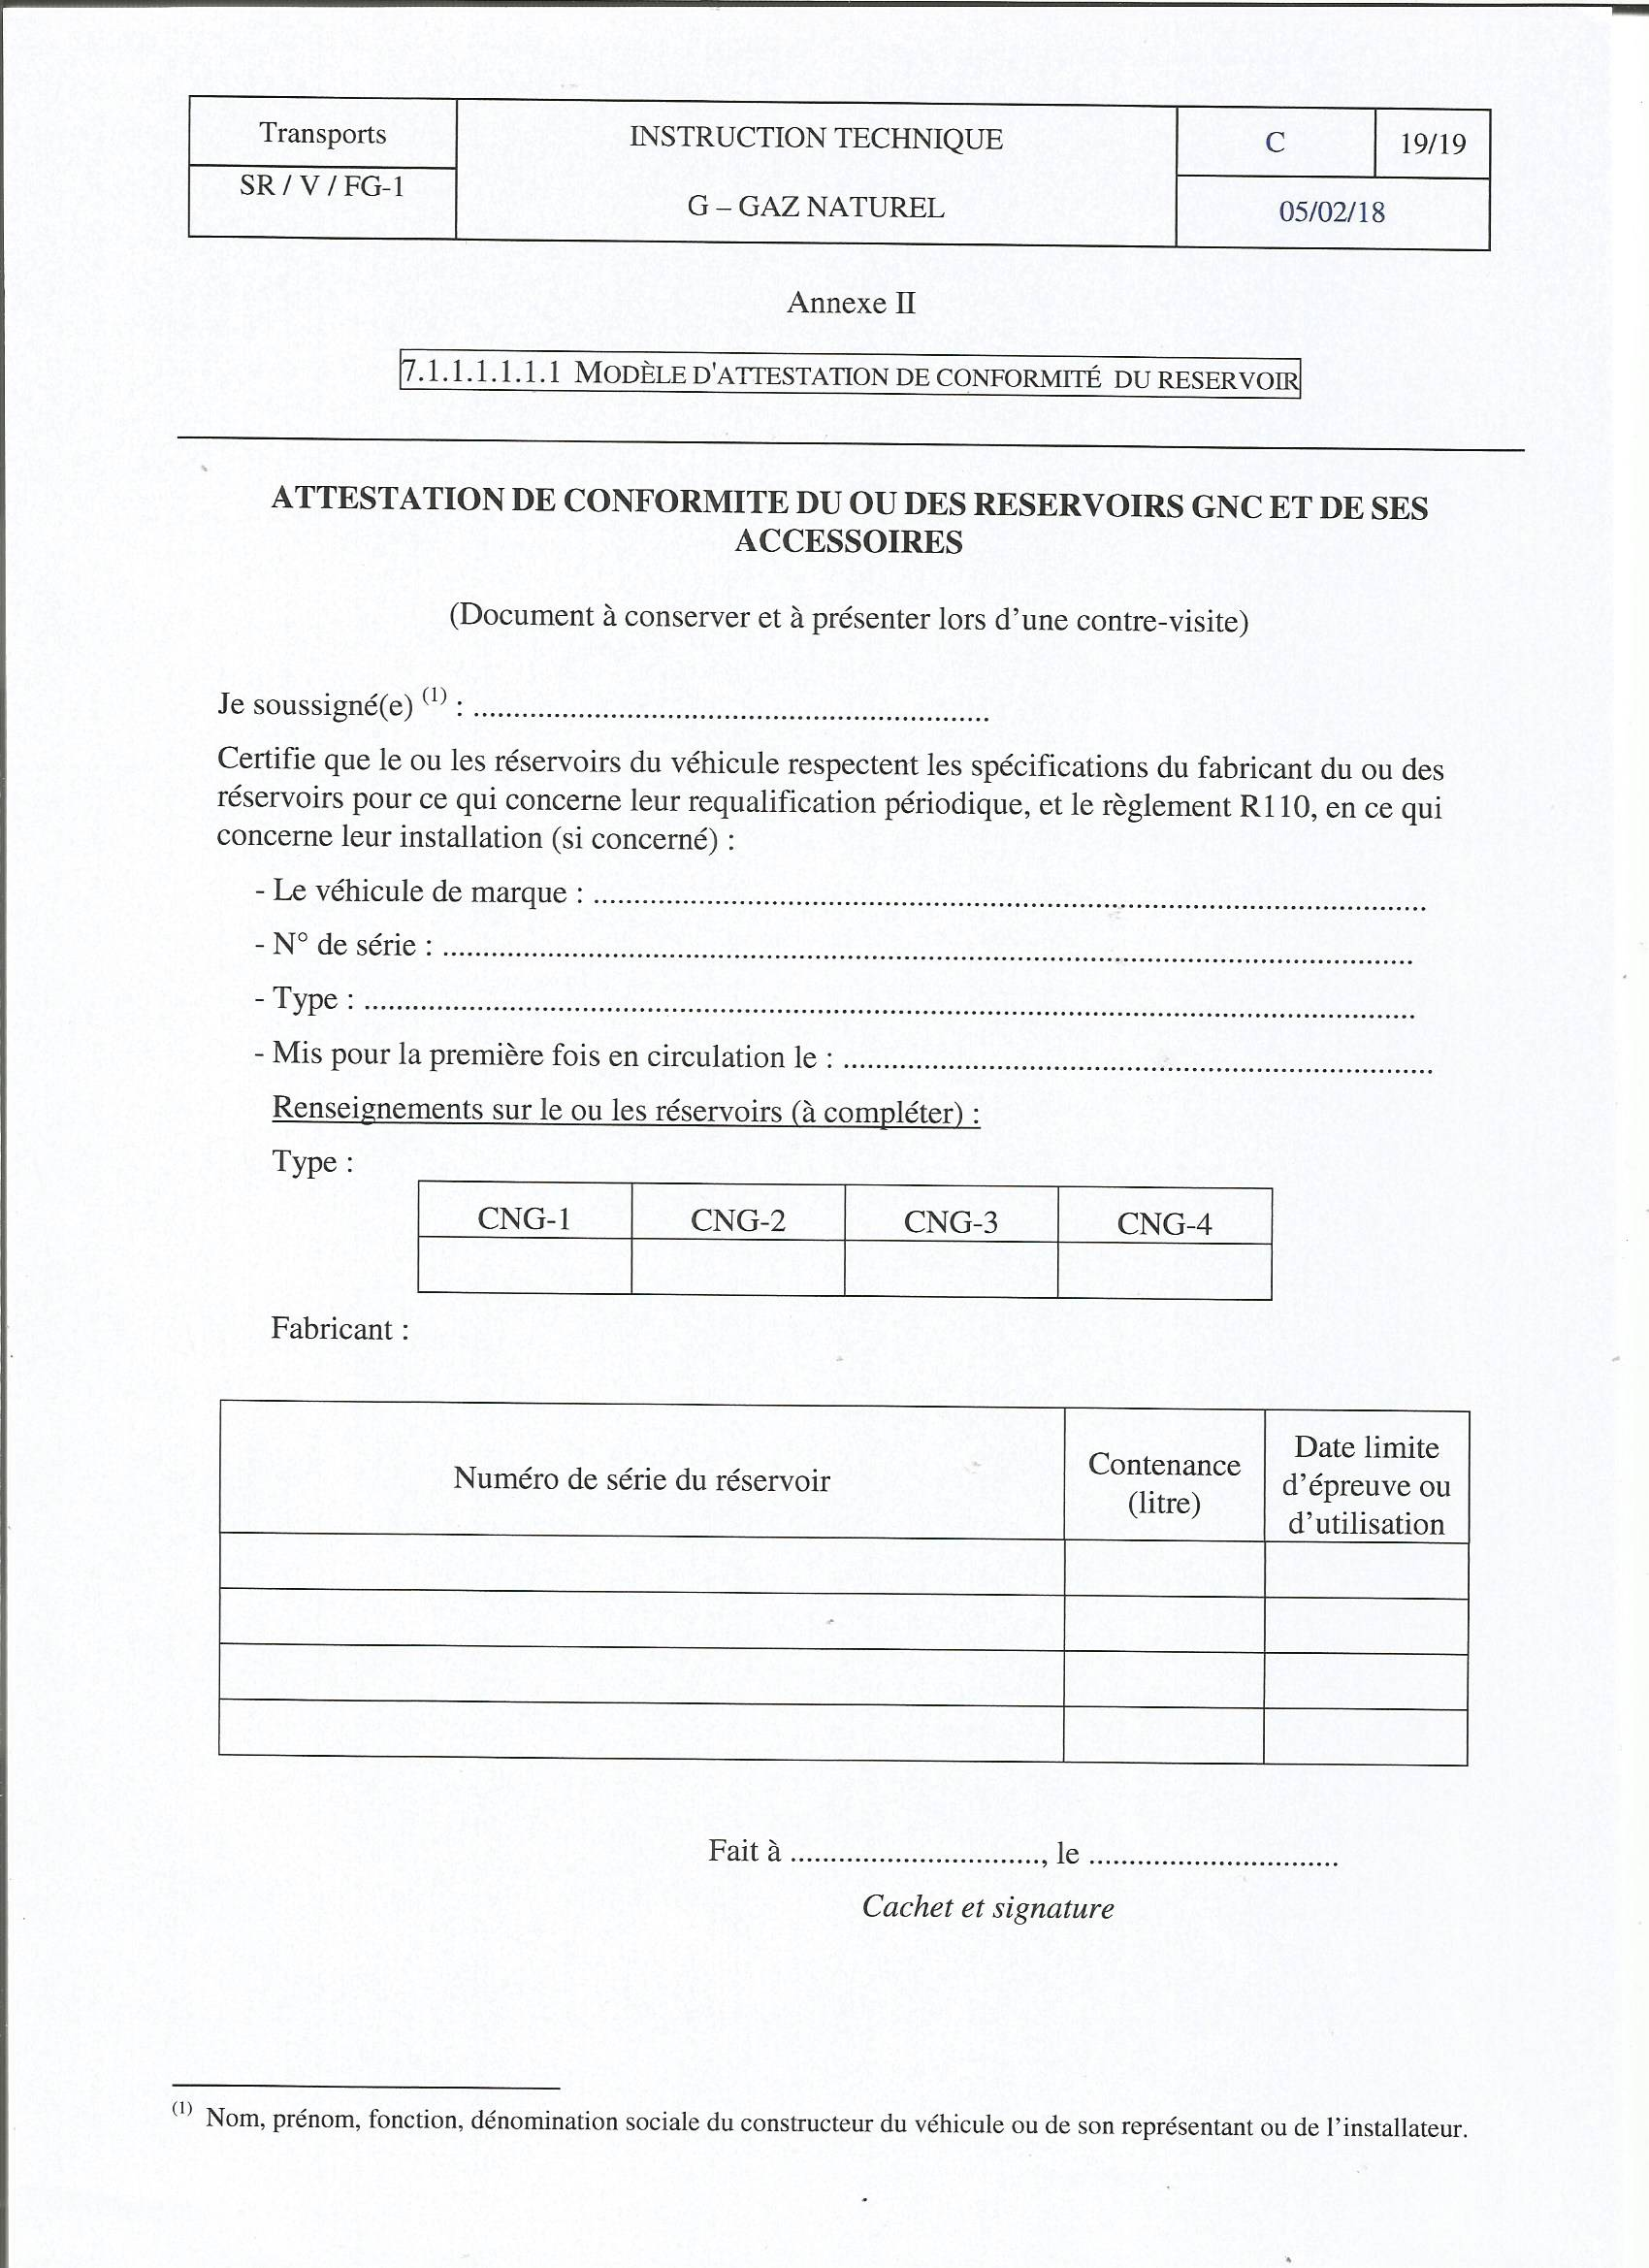 Transports
INSTRUCTION TECHNIQUE
C
19/19
SR / V / FG-1
G – GAZ NATUREL
05/02/18
Annexe II
7.1.1.1.1.1.1 MODÈLE D'ATTESTATION DE CONFORMITÉ DU RESERVOIR
ATTESTATION DE CONFORMITE DU OU DES RESERVOIRS GNC ET DE SES
ACCESSOIRES
(Document à conserver et à présenter lors d’une contre-visite)
Je soussigné(e) (1) : ................................................................
Certifie que le ou les réservoirs du véhicule respectent les spécifications du fabricant du ou des
réservoirs pour ce qui concerne leur requalification périodique, et le règlement R110, en ce qui
concerne leur installation (si concerné) :
- Le véhicule de marque : ........................................................................................................
- N° de série : .........................................................................................................................
- Type : ...................................................................................................................................
- Mis pour la première fois en circulation le : .........................................................................
Renseignements sur le ou les réservoirs (à compléter) :
Type :
CNG-1 CNG-2 CNG-3 CNG-4
Fabricant :
Numéro de série du réservoir
Contenance
(litre)
Date limite
d’épreuve ou
d’utilisation
Fait à ..............................., le ...............................
Cachet et signature
(1) Nom, prénom, fonction, dénomination sociale du constructeur du véhicule ou de son représentant ou de l’installateur.